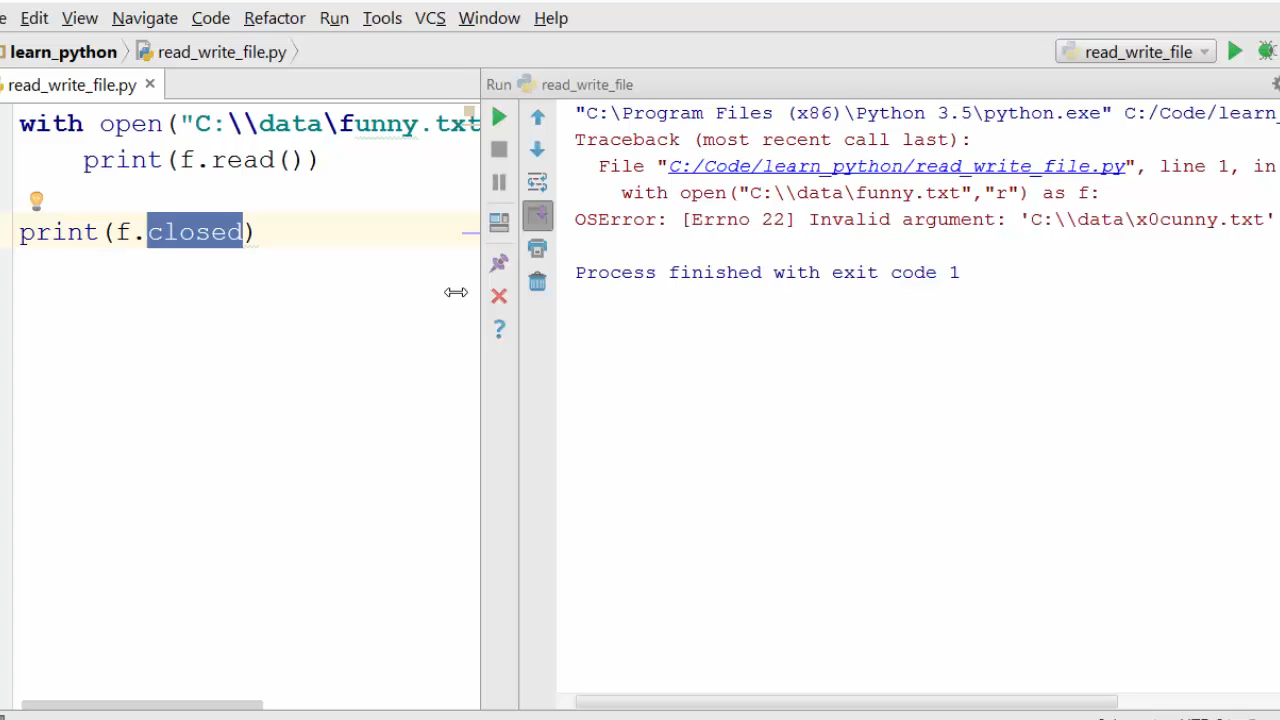 Edit View Navigate Code Refactor Run Tools VCS Window Help
learn_python read_write_file.py
read_write_file
read_write_file.py
Run read_write_file
with open("C:\\data\funny.txt
    print(f.read())
print(f.closed)
"C:\Program Files (x86)\Python 3.5\python.exe" C:/Code/learn_
Traceback (most recent call last):
  File "C:/Code/learn_python/read_write_file.py", line 1, in
    with open("C:\\data\funny.txt","r") as f:
OSError: [Errno 22] Invalid argument: 'C:\\data\x0cunny.txt'
Process finished with exit code 1